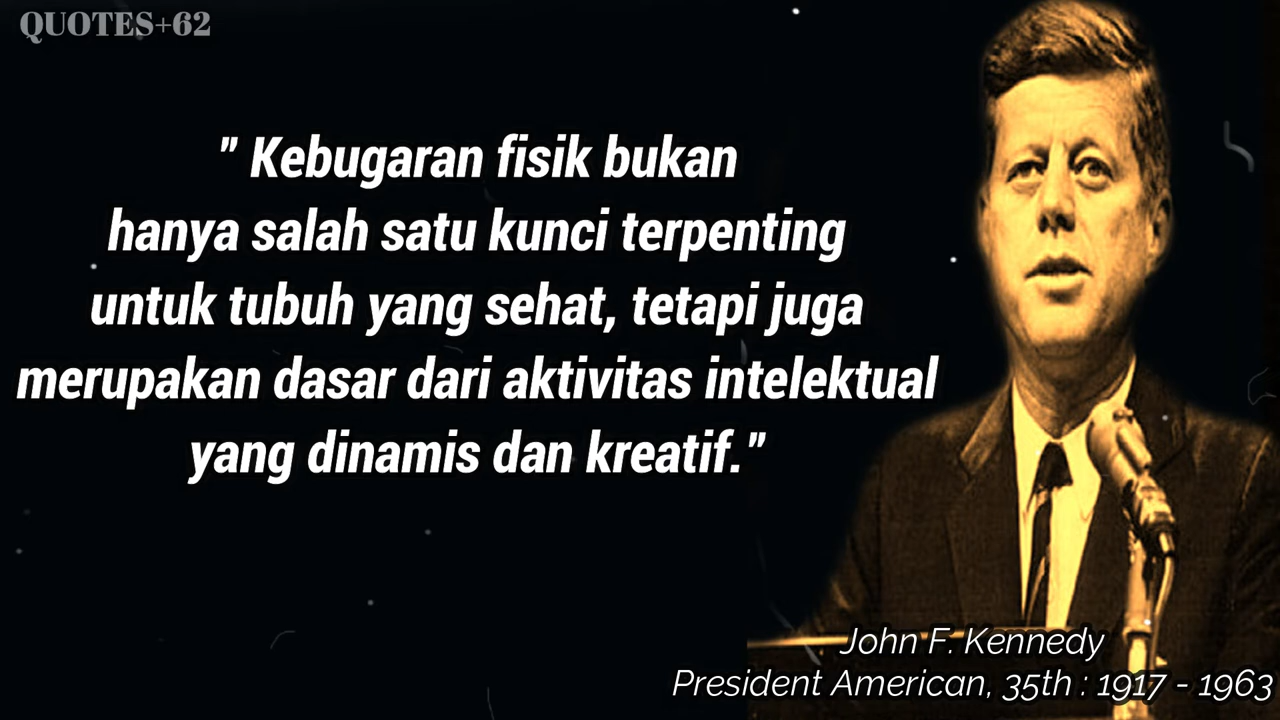 QUOTES+62
" Kebugaran fisik bukan
hanya salah satu kunci terpenting
untuk tubuh yang sehat, tetapi juga
merupakan dasar dari aktivitas intelektual
yang dinamis dan kreatif."
John F. Kennedy
President American, 35th : 1917 - 1963